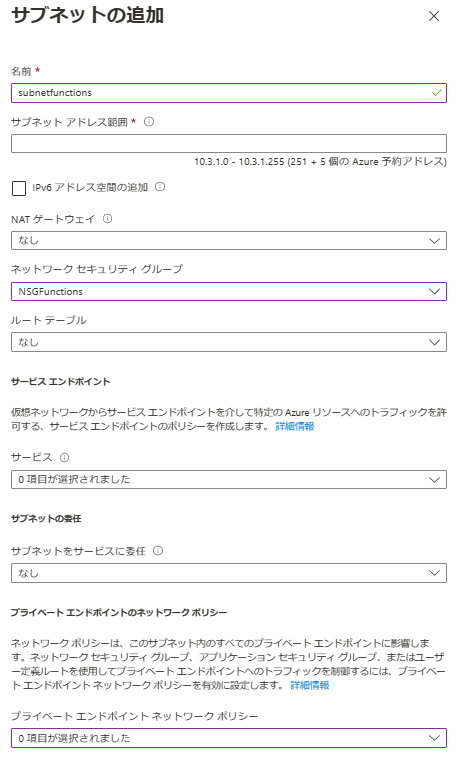 サブネットの追加
名前 *
subnetfunctions
サブネット アドレス範囲 *
10.3.1.0 - 10.3.1.255 (251 + 5 個の Azure 予約アドレス)
IPv6 アドレス空間の追加
NAT ゲートウェイ
なし
ネットワーク セキュリティ グループ
NSGFunctions
ルート テーブル
なし
サービス エンドポイント
仮想ネットワークからサービス エンドポイントを介して特定の Azure リソースへのトラフィックを許
可する、サービス エンドポイントのポリシーを作成します。 詳細情報
サービス
0 項目が選択されました
サブネットの委任
サブネットをサービスに委任
なし
プライベート エンドポイントのネットワーク ポリシー
ネットワーク ポリシーは、このサブネット内のすべてのプライベート エンドポイントに影響しま
す。ネットワーク セキュリティ グループ、アプリケーション セキュリティ グループ、またはユーザ
ー定義ルートを使用してプライベート エンドポイントへのトラフィックを制御するには、プライベー
ト エンドポイント ネットワーク ポリシーを有効に設定します。 詳細情報
プライベート エンドポイント ネットワーク ポリシー
0 項目が選択されました